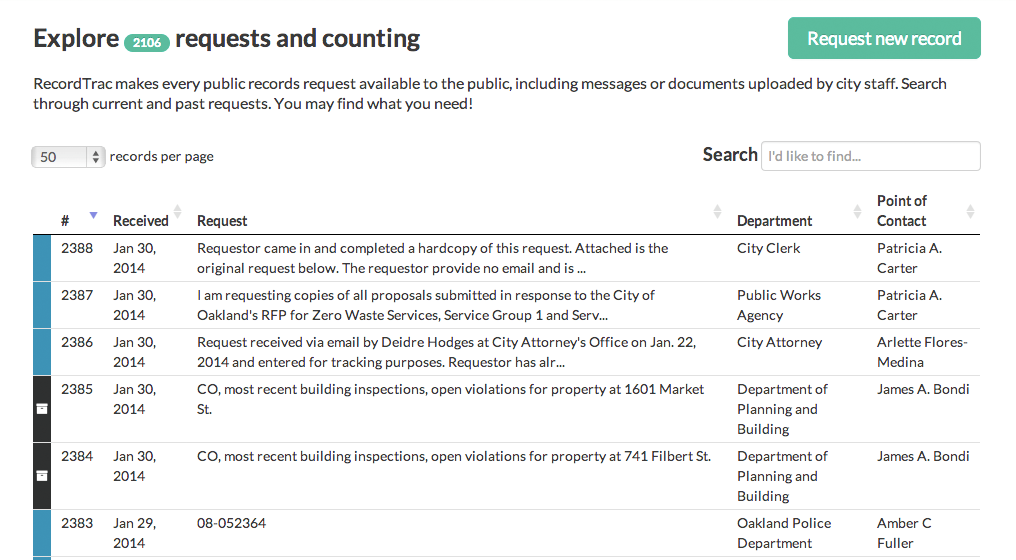 Explore 2106 requests and counting
Request new record
RecordTrac makes every public records request available to the public, including messages or documents uploaded by city staff. Search
through current and past requests. You may find what you need!
50 records per page
Search I'd like to find...
# Received Request Department Point of
Contact
2388 Jan 30, Requestor came in and completed a hardcopy of this request. Attached is the City Clerk Patricia A.
2014 original request below. The requestor provide no email and is ... Carter
2387 Jan 30, I am requesting copies of all proposals submitted in response to the City of Public Works Patricia A.
2014 Oakland's RFP for Zero Waste Services, Service Group 1 and Serv... Agency Carter
2386 Jan 30, Request received via email by Deidre Hodges at City Attorney's Office on Jan. 22, City Attorney Arlette Flores-
2014 2014 and entered for tracking purposes. Requestor has alr... Medina
2385 Jan 30, CO, most recent building inspections, open violations for property at 1601 Market Department of James A. Bondi
2014 St. Planning and
Building
2384 Jan 30, CO, most recent building inspections, open violations for property at 741 Filbert St. Department of James A. Bondi
2014 Planning and
Building
2383 Jan 29, 08-052364 Oakland Police Amber C
2014 Department Fuller